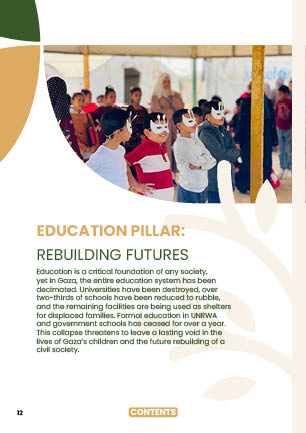 EDUCATION PILLAR:
REBUILDING FUTURES
Education is a critical foundation of any society,
yet in Gaza, the entire education system has been
decimated. Universities have been destroyed, over
two-thirds of schools have been reduced to rubble,
and the remaining facilities are being used as shelters
for displaced families. Formal education in UNRWA
and government schools has ceased for over a year.
This collapse threatens to leave a lasting void in the
lives of Gaza's children and the future rebuilding of a
civil society.
12
CONTENTS